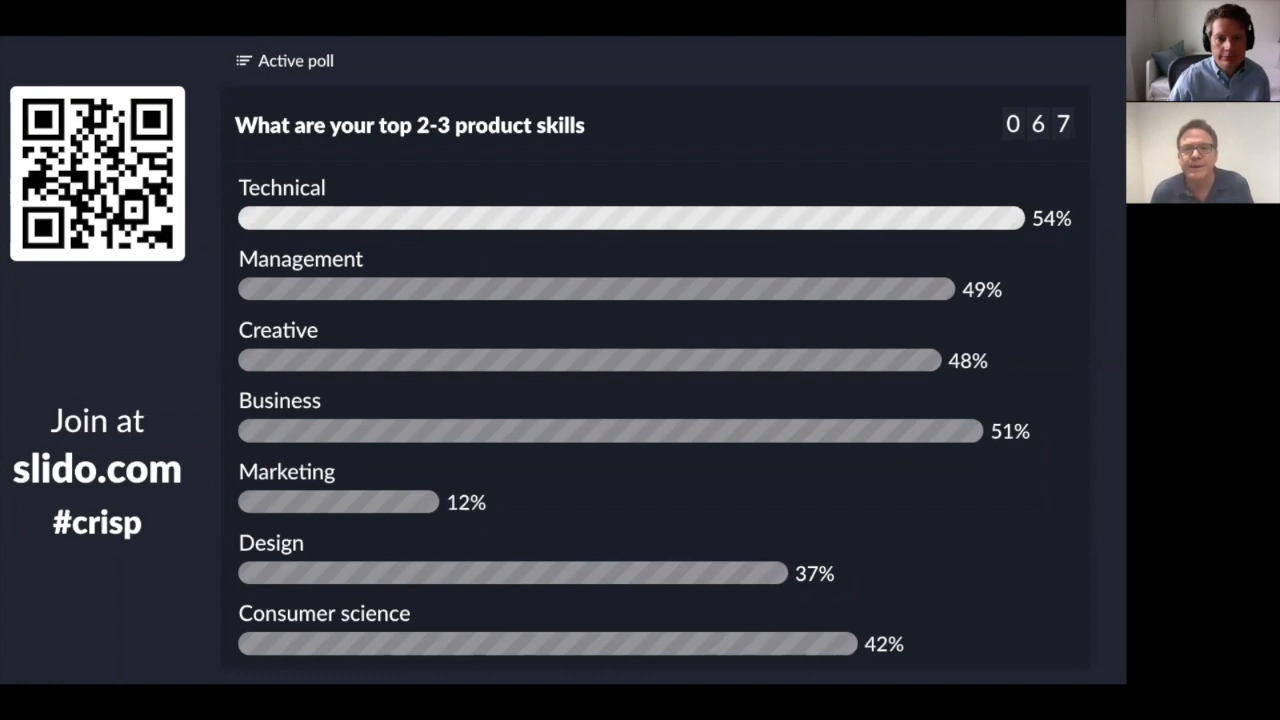 Active poll
What are your top 2-3 product skills
0 6 7
Technical
54%
Management
49%
Creative
48%
Business
51%
Marketing
12%
Design
37%
Consumer science
42%
Join at
slido.com
#crisp